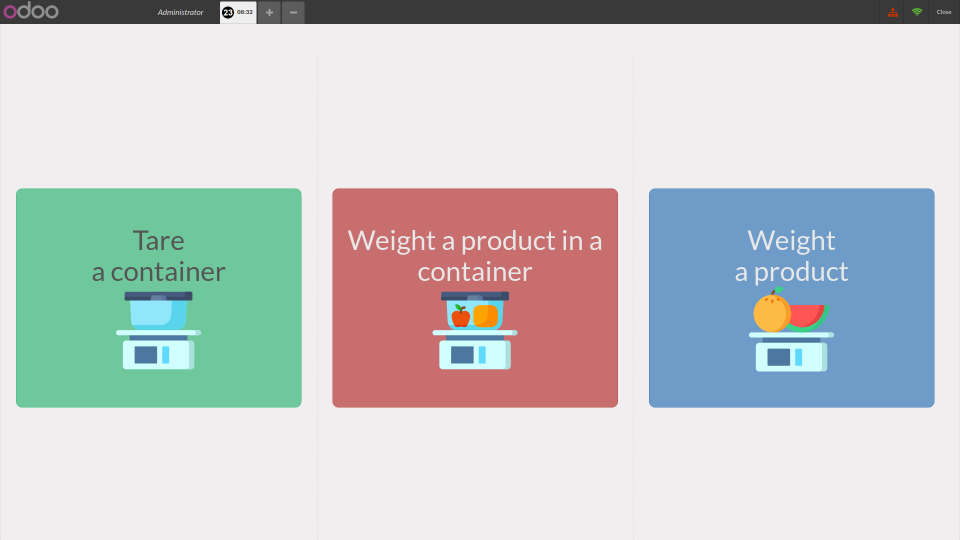 odoo
Administrator
23 08:32
+
−
Close
Tare
a container
Weight a product in a
container
Weight
a product